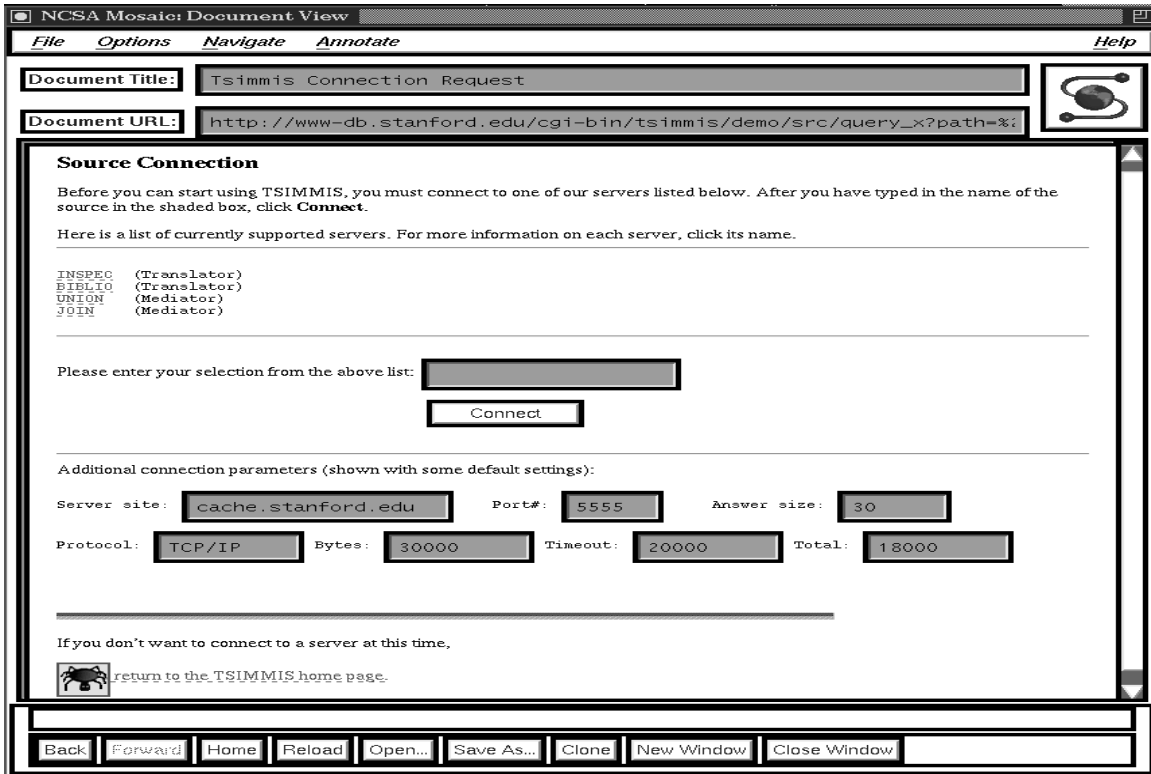 NCSA Mosaic: Document View
File Options Navigate Annotate Help
Document Title: Tsimmis Connection Request
Document URL: http://www-db.stanford.edu/cgi-bin/tsimmis/demo/src/query_x?path=%2
Source Connection
Before you can start using TSIMMIS, you must connect to one of our servers listed below. After you have typed in the name of the
source in the shaded box, click Connect.
Here is a list of currently supported servers. For more information on each server, click its name.
INSPEC (Translator)
BIBLIO (Translator)
UNION (Mediator)
JOIN (Mediator)
Please enter your selection from the above list:
Connect
Additional connection parameters (shown with some default settings):
Server site: cache.stanford.edu Port#: 5555 Answer size: 30
Protocol: TCP/IP Bytes: 30000 Timeout: 20000 Total: 18000
If you don't want to connect to a server at this time,
return to the TSIMMIS home page.
Back Forward Home Reload Open... Save As... Clone New Window Close Window